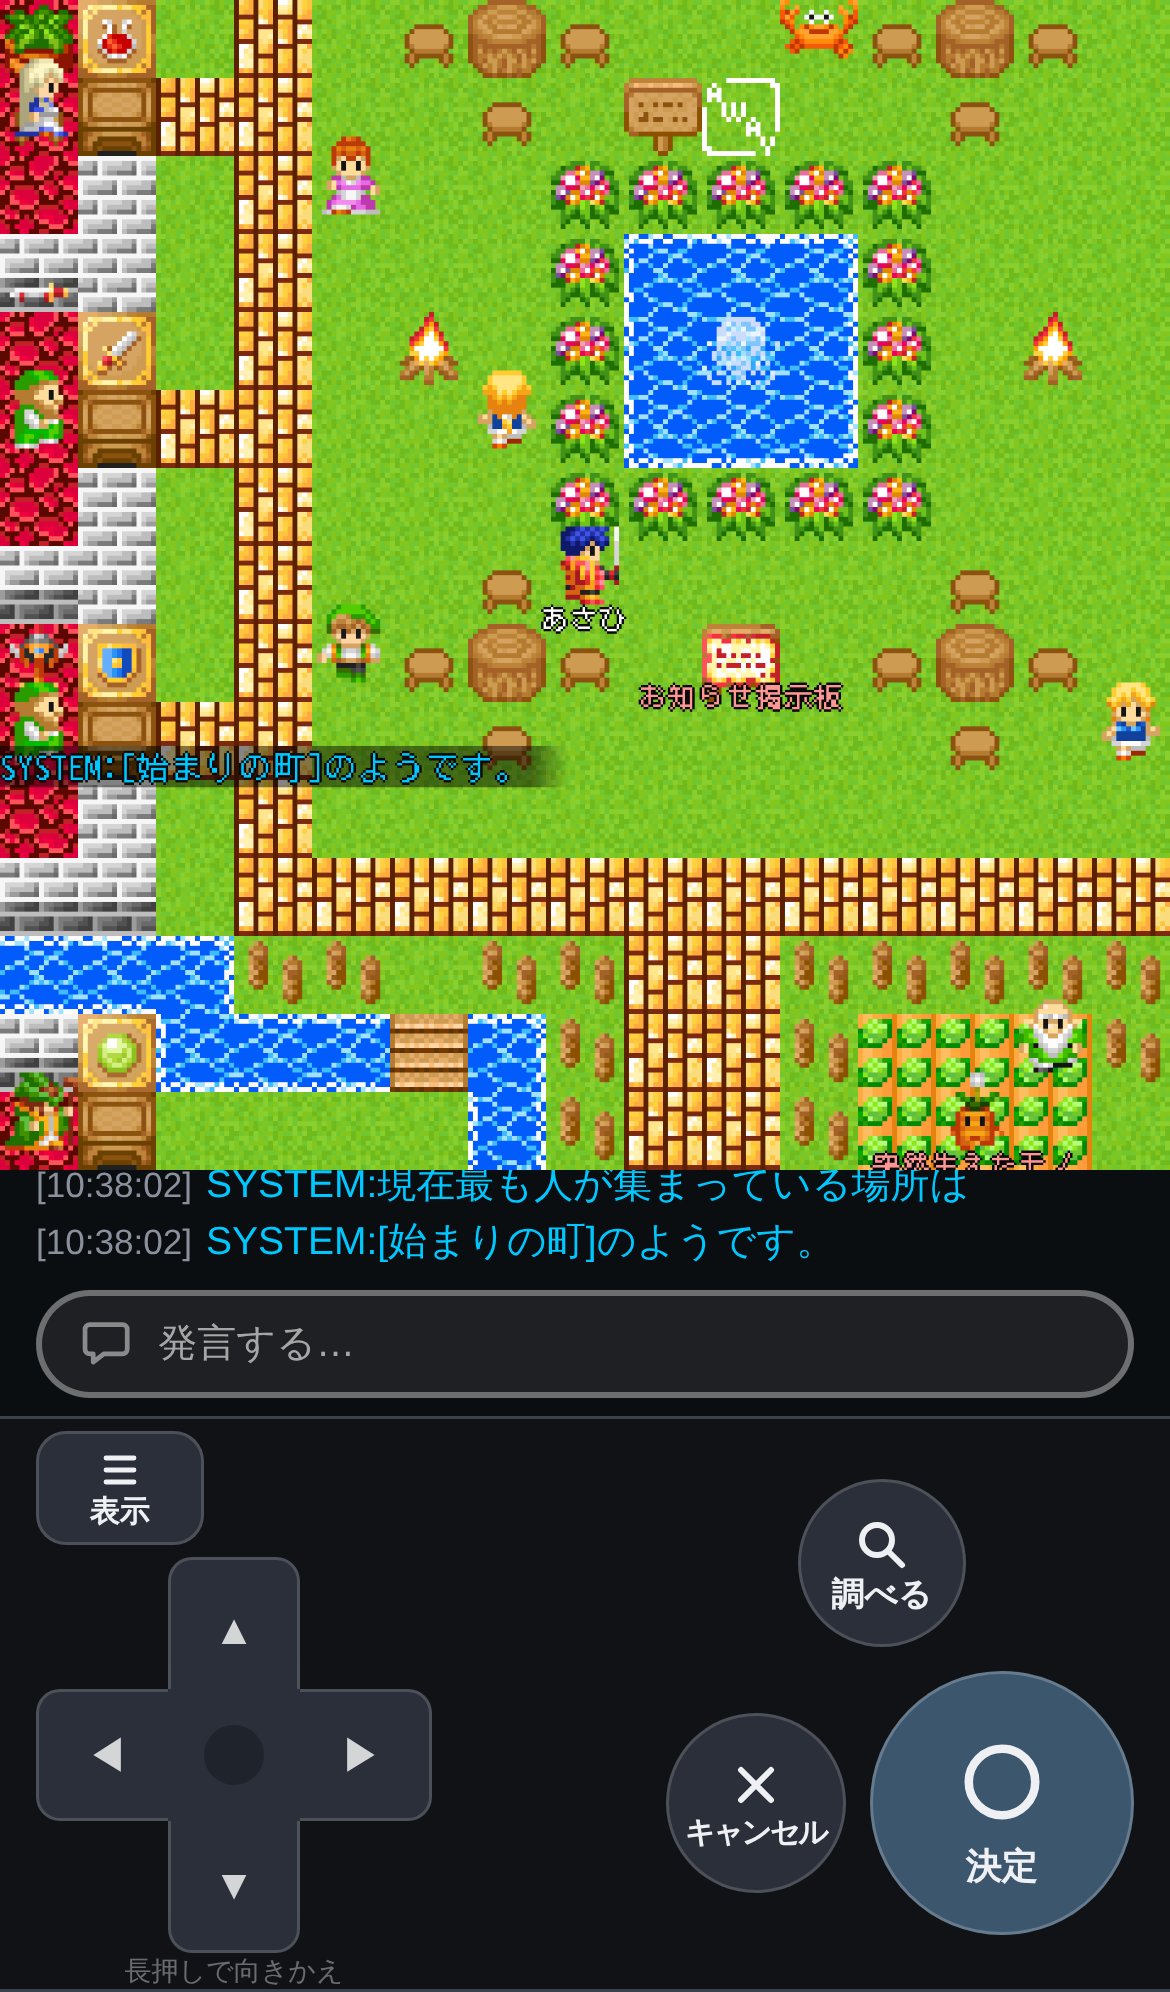 AWAY
あさひ
お知らせ掲示板
SYSTEM:[始まりの町]のようです。
[10:38:02] SYSTEM:現在最も人が集まっている場所は
[10:38:02] SYSTEM:[始まりの町]のようです。
発言する…
表示
調べる
キャンセル
決定
長押しで向きかえ